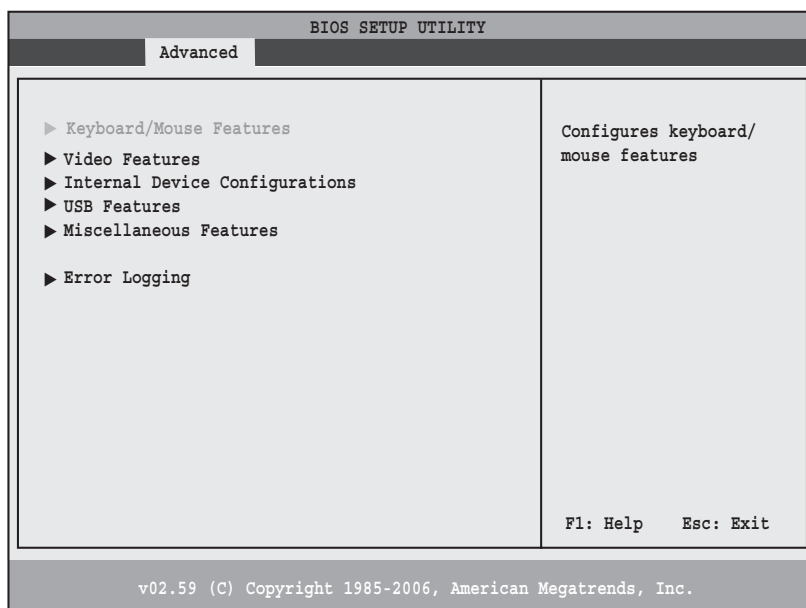 BIOS SETUP UTILITY
Advanced
Keyboard/Mouse Features
Video Features
Internal Device Configurations
USB Features
Miscellaneous Features
Error Logging
Configures keyboard/
mouse features
F1: Help Esc: Exit
v02.59 (C) Copyright 1985-2006, American Megatrends, Inc.